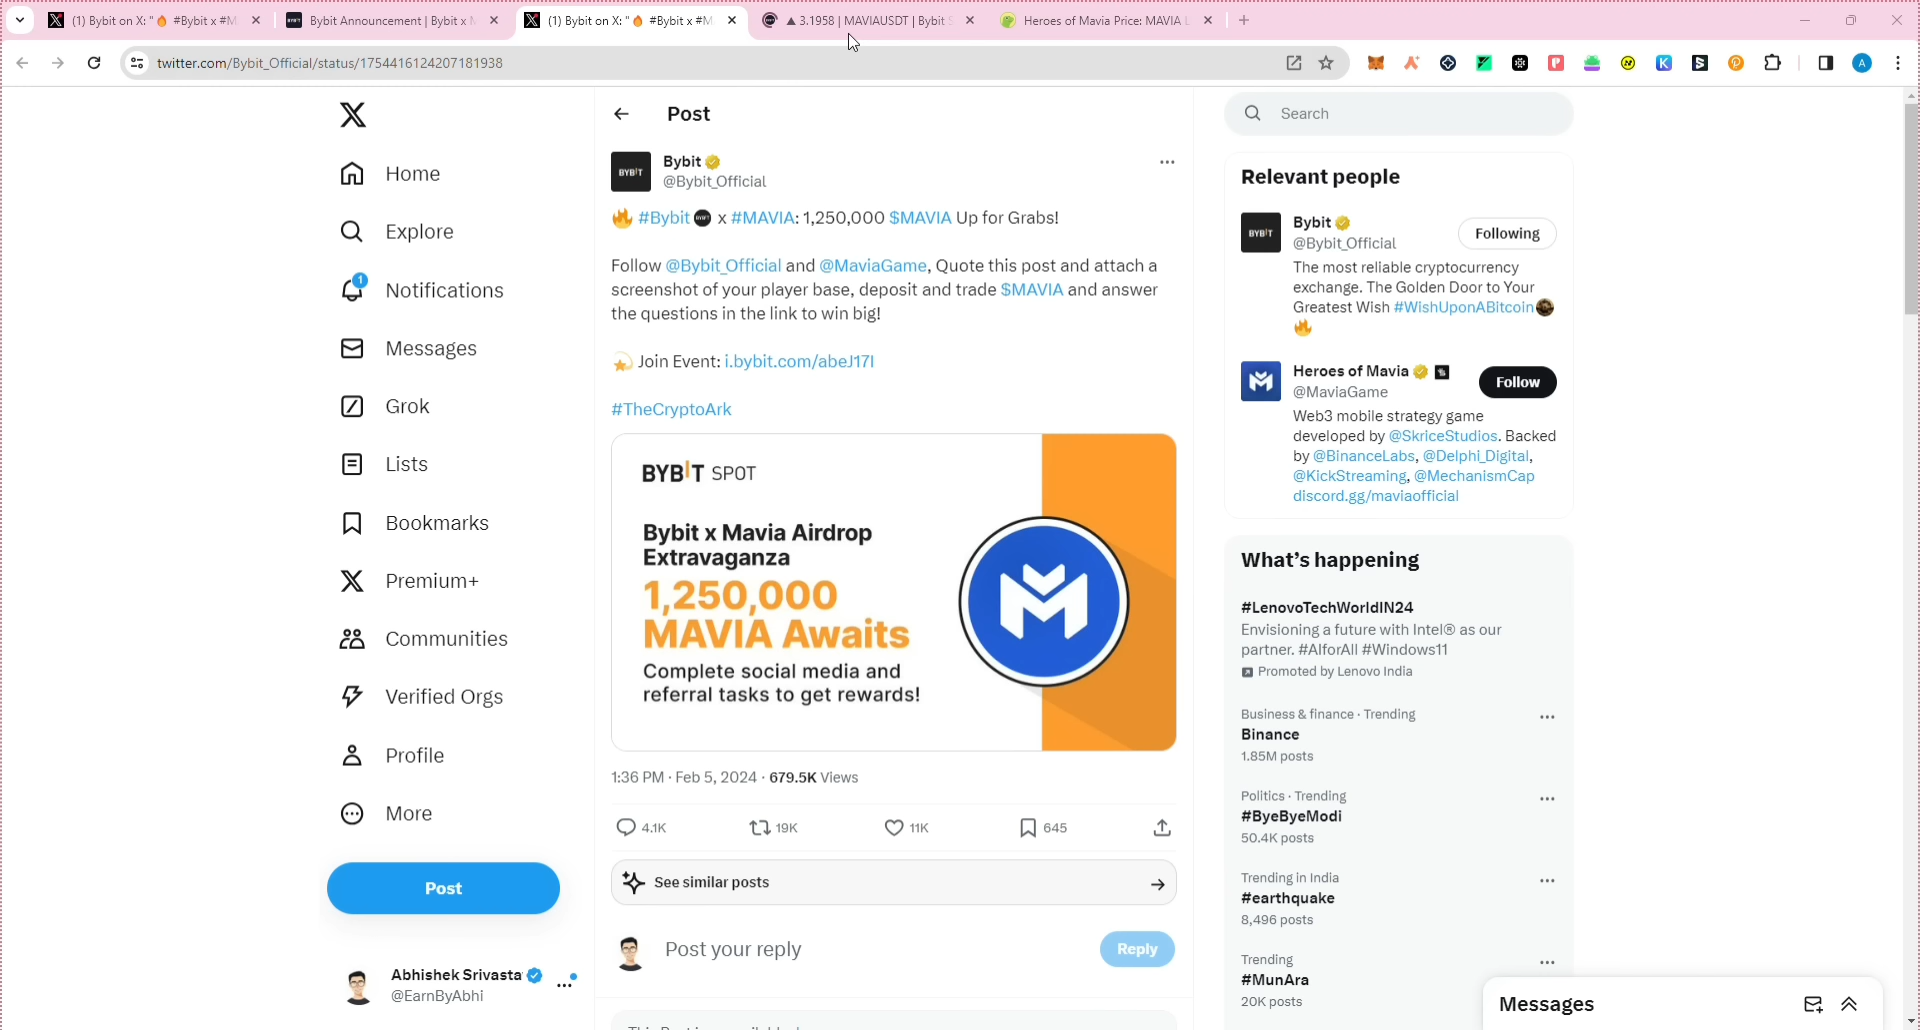 (1) Bybit on X: "🔥 #Bybit x #M
Bybit Announcement | Bybit x M
(1) Bybit on X: "🔥 #Bybit x #M
▲ 3.1958 | MAVIAUSDT | Bybit S
Heroes of Mavia Price: MAVIA L
twitter.com/Bybit_Official/status/1754416124207181938
Home
Explore
1
Notifications
Messages
Grok
Lists
Bookmarks
Premium+
Communities
Verified Orgs
Profile
More
Post
Abhishek Srivasta
@EarnByAbhi
Post
BYBIT
Bybit
@Bybit_Official
🔥 #Bybit x #MAVIA: 1,250,000 $MAVIA Up for Grabs!
Follow @Bybit_Official and @MaviaGame, Quote this post and attach a
screenshot of your player base, deposit and trade $MAVIA and answer
the questions in the link to win big!
💫 Join Event: i.bybit.com/abeJ17I
#TheCryptoArk
BYBIT SPOT
Bybit x Mavia Airdrop
Extravaganza
1,250,000
MAVIA Awaits
Complete social media and
referral tasks to get rewards!
1:36 PM · Feb 5, 2024 · 679.5K Views
4.1K
19K
11K
645
See similar posts
Post your reply
Reply
Search
Relevant people
BYBIT
Bybit
@Bybit_Official
Following
The most reliable cryptocurrency
exchange. The Golden Door to Your
Greatest Wish #WishUponABitcoin
🔥
Heroes of Mavia
@MaviaGame
Follow
Web3 mobile strategy game
developed by @SkriceStudios. Backed
by @BinanceLabs, @Delphi_Digital,
@KickStreaming, @MechanismCap
discord.gg/maviaofficial
What's happening
#LenovoTechWorldIN24
Envisioning a future with Intel® as our
partner. #AIforAll #Windows11
Promoted by Lenovo India
Business & finance · Trending
Binance
1.85M posts
Politics · Trending
#ByeByeModi
50.4K posts
Trending in India
#earthquake
8,496 posts
Trending
#MunAra
20K posts
Messages